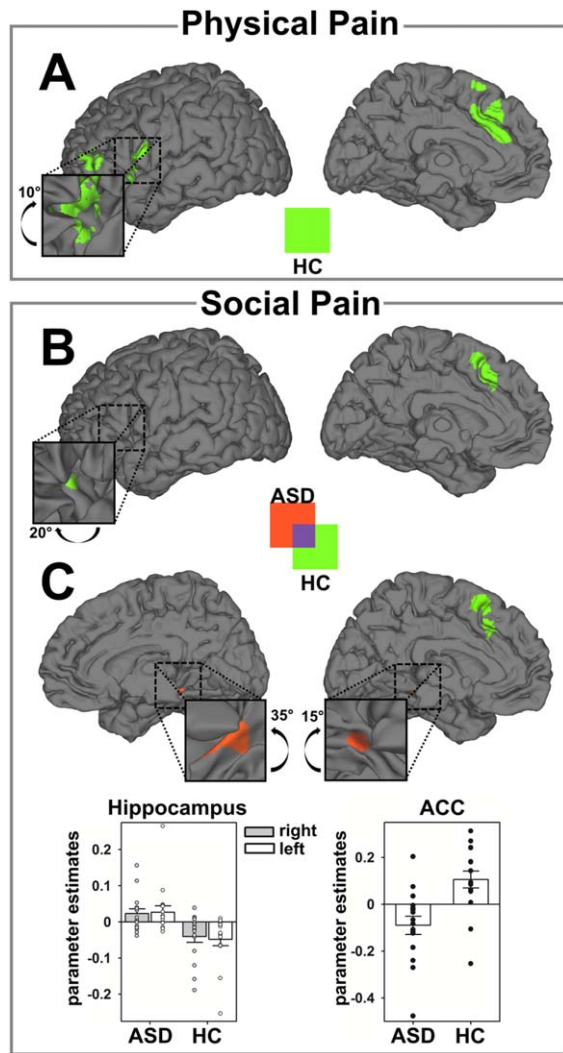 Physical Pain
A
10°
HC
Social Pain
B
20°
ASD
HC
C
35°
15°
Hippocampus
right
left
parameter estimates
0.2
0.1
0
-0.1
-0.2
ASD
HC
ACC
parameter estimates
0.2
0
-0.2
-0.4
ASD
HC